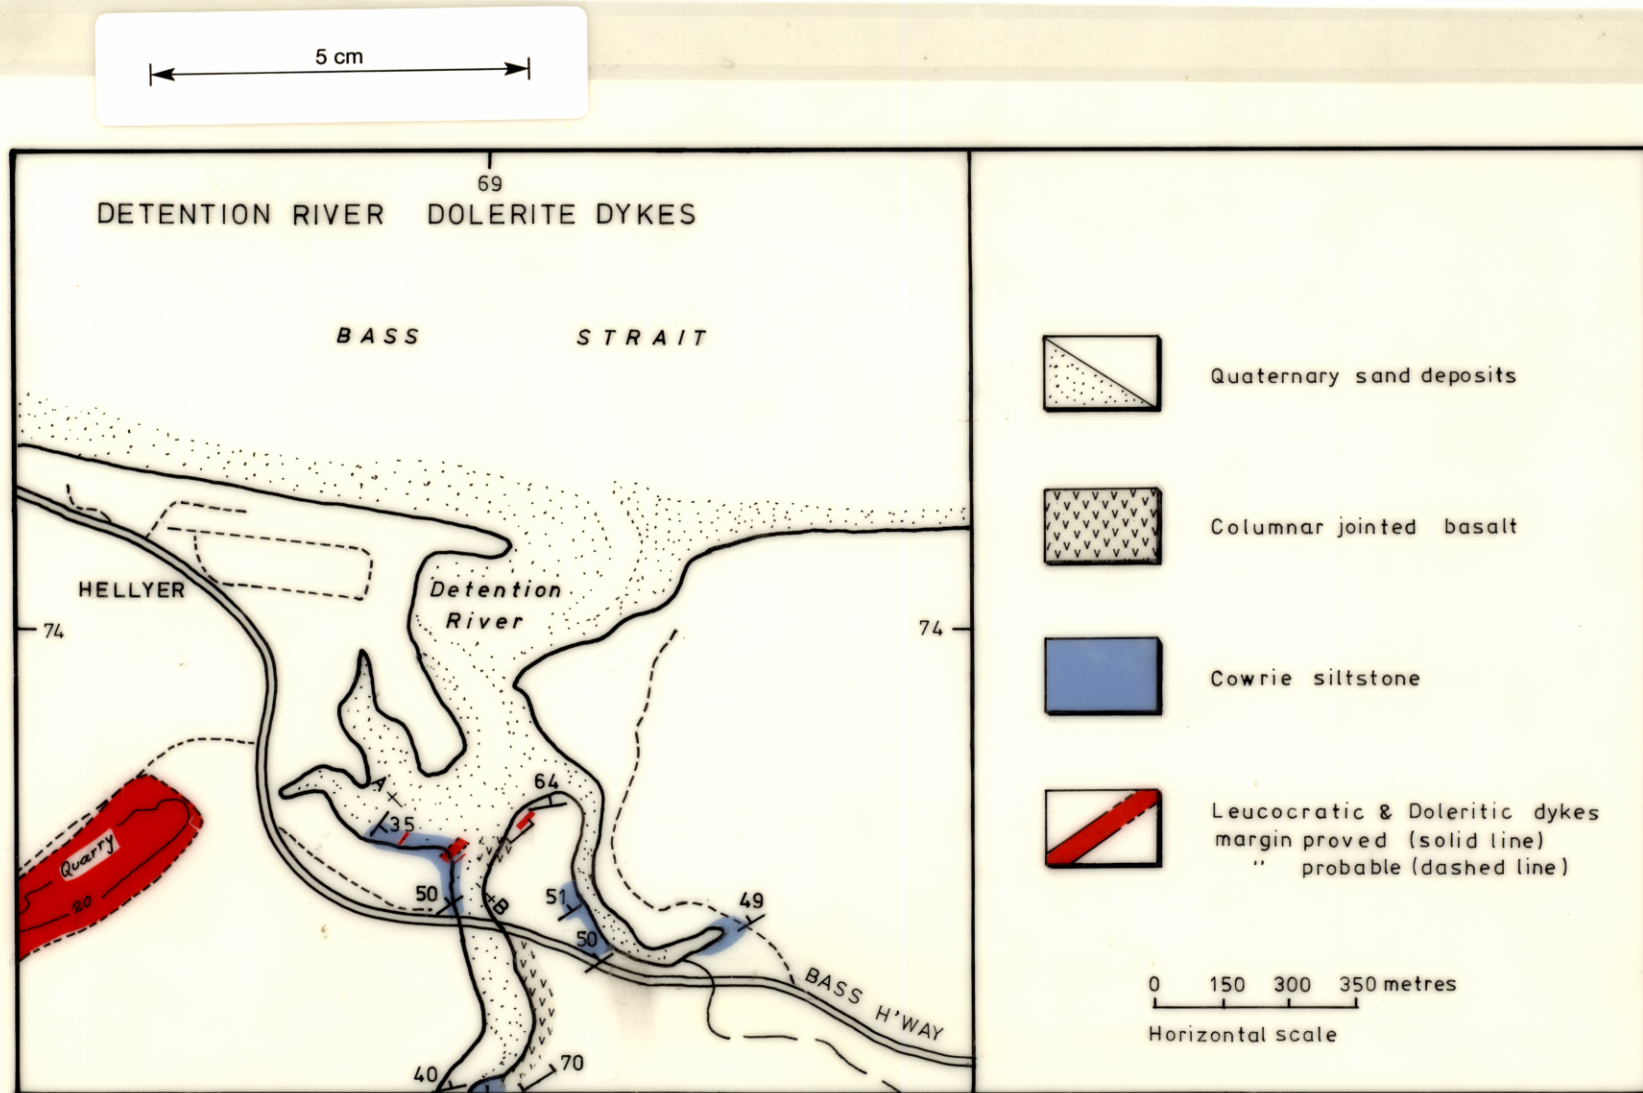 5 cm
69
DETENTION RIVER DOLERITE DYKES
BASS STRAIT
HELLYER
Detention
River
74
74
A
35
64
50
B
51
50
49
Quarry
20
BASS H'WAY
40
70
Quaternary sand deposits
Columnar jointed basalt
Cowrie siltstone
Leucocratic & Doleritic dykes
margin proved (solid line)
" probable (dashed line)
0 150 300 350 metres
Horizontal scale